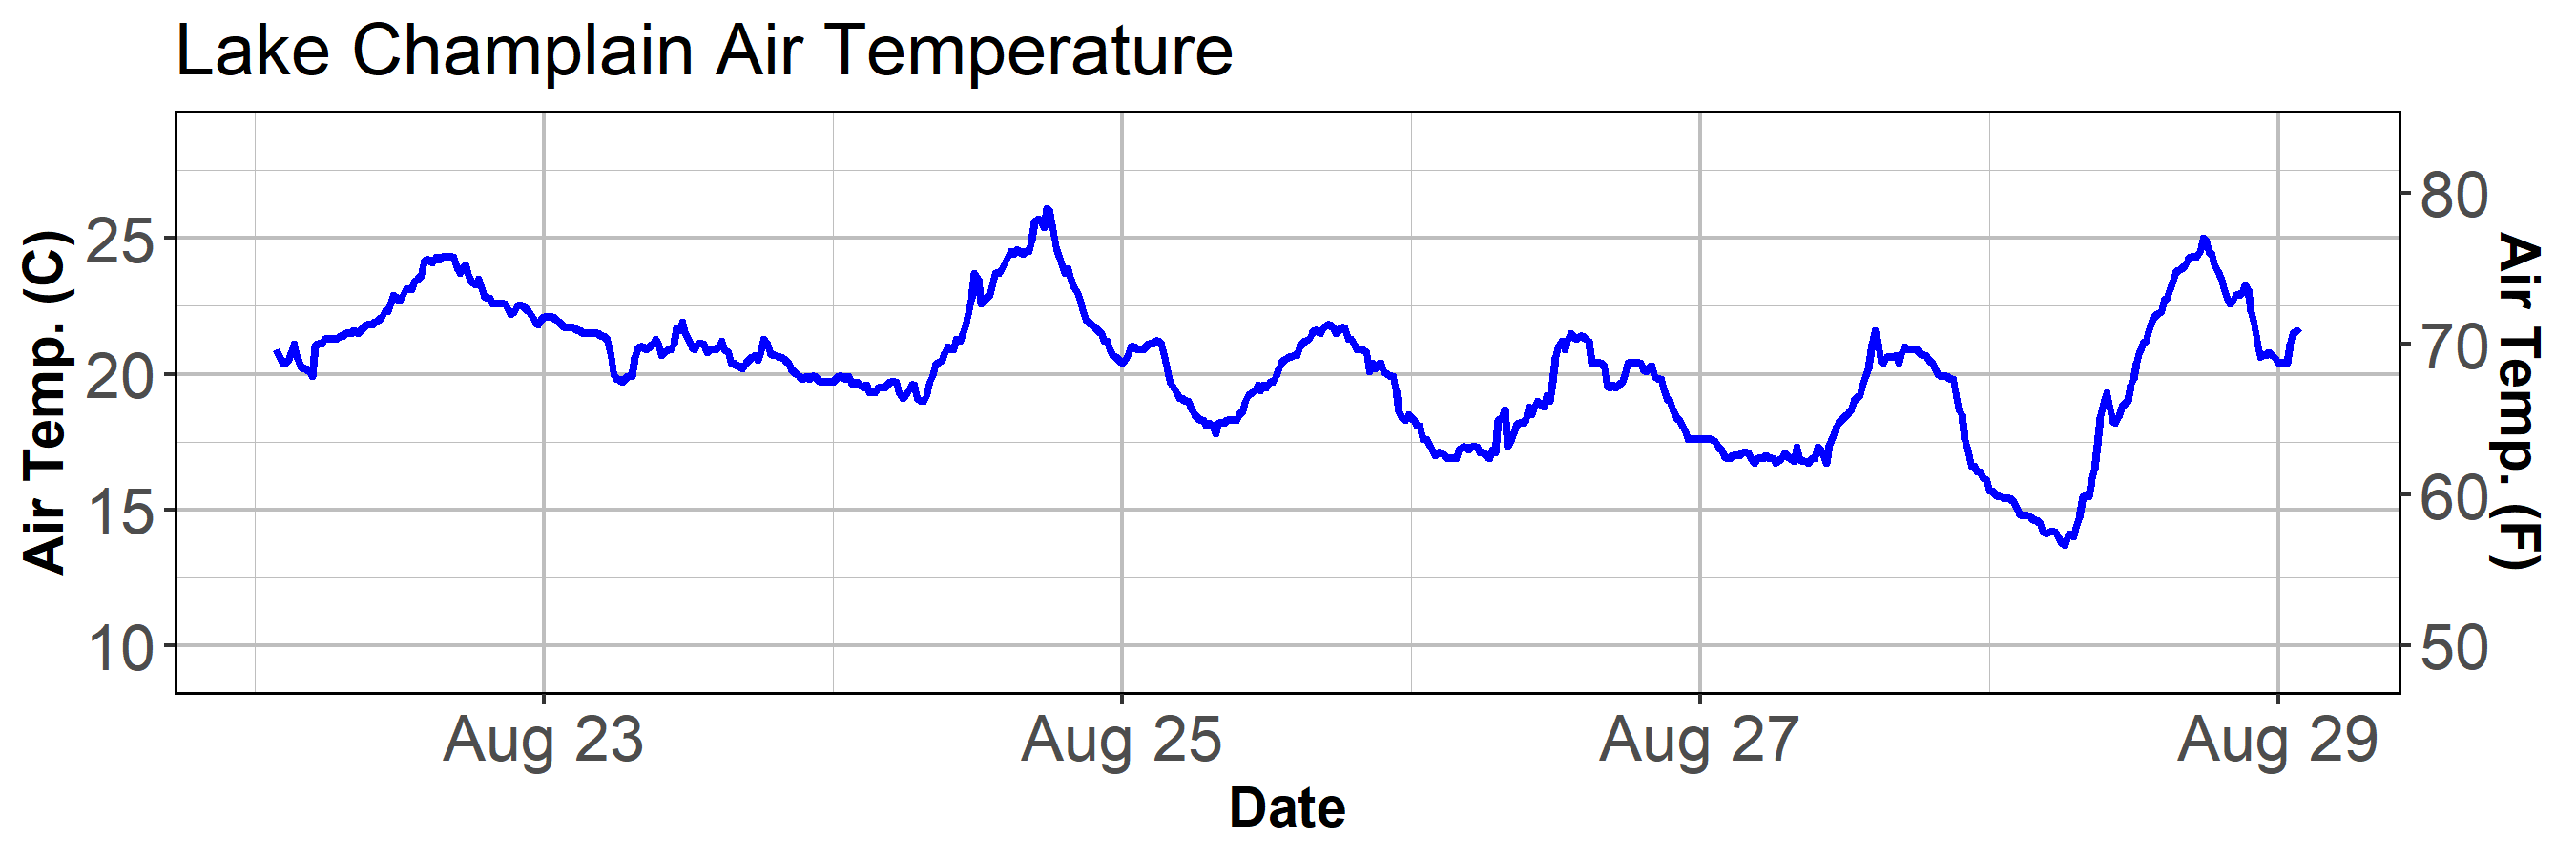 Lake Champlain Air Temperature
Air Temp. (C)
25
20
15
10
80
70
60
50
Air Temp. (F)
Aug 23
Aug 25
Aug 27
Aug 29
Date